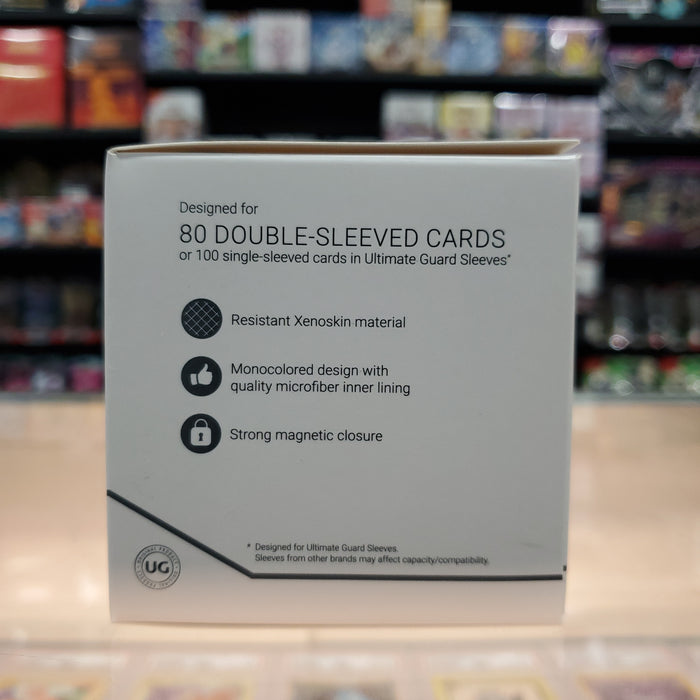 Designed for
80 DOUBLE-SLEEVED CARDS
or 100 single-sleeved cards in Ultimate Guard Sleeves*
Resistant Xenoskin material
Monocolored design with
quality microfiber inner lining
Strong magnetic closure
* Designed for Ultimate Guard Sleeves.
Sleeves from other brands may affect capacity/compatibility.
ORIGINAL PRODUCT
UG